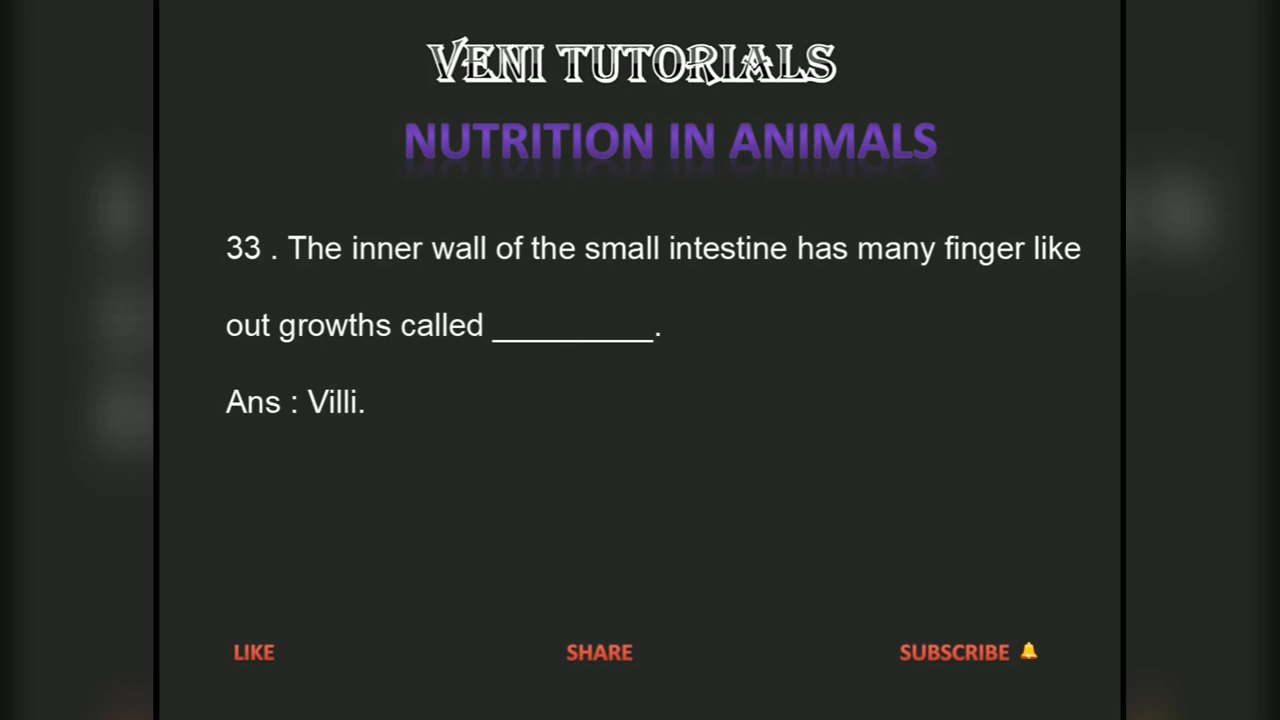 VENI TUTORIALS
NUTRITION IN ANIMALS
33 . The inner wall of the small intestine has many finger like
out growths called _________.
Ans : Villi.
LIKE SHARE SUBSCRIBE 🔔